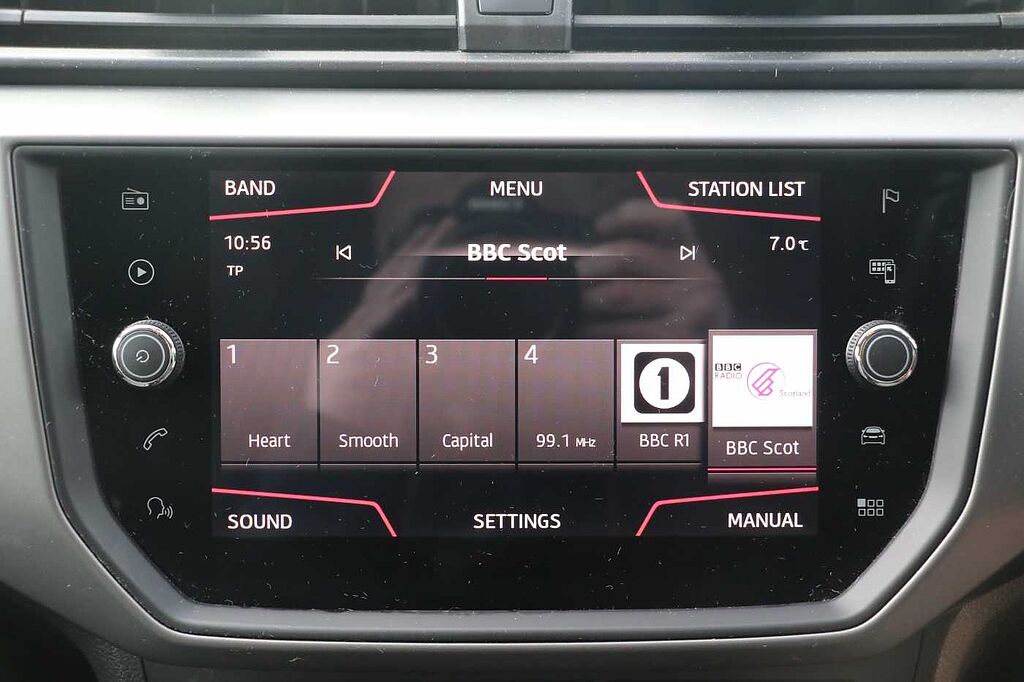 BAND MENU STATION LIST
10:56 BBC Scot 7.0℃
TP
1 2 3 4 1 BBC RADIO Scotland
Heart Smooth Capital 99.1 MHz BBC R1 BBC Scot
SOUND SETTINGS MANUAL